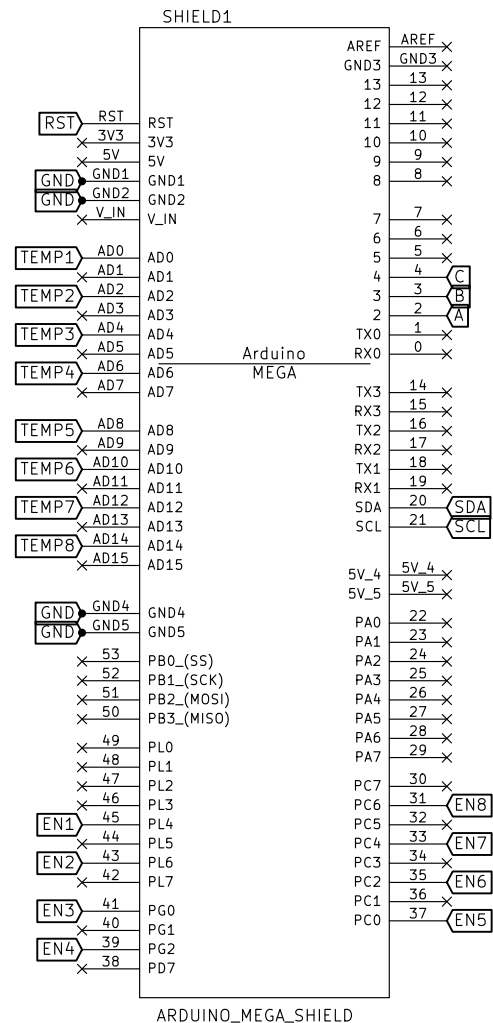 SHIELD1
AREF AREF
GND3 GND3
13 13
12 12
RST RST RST 11 11
3V3 3V3 10 10
5V 5V 9 9
GND GND1 GND1 8 8
GND GND2 GND2
V_IN V_IN 7 7
6 6
TEMP1 AD0 AD0 5 5
AD1 AD1 4 4 C
TEMP2 AD2 AD2 3 3 B
AD3 AD3 2 2 A
TEMP3 AD4 AD4 TX0 1
AD5 AD5 Arduino RX0 0
TEMP4 AD6 AD6 MEGA
AD7 AD7 TX3 14
RX3 15
TEMP5 AD8 AD8 TX2 16
AD9 AD9 RX2 17
TEMP6 AD10 AD10 TX1 18
AD11 AD11 RX1 19
TEMP7 AD12 AD12 SDA 20 SDA
AD13 AD13 SCL 21 SCL
TEMP8 AD14 AD14
AD15 AD15 5V_4 5V_4
5V_5 5V_5
GND GND4 GND4 PA0 22
GND GND5 GND5 PA1 23
53 PB0_(SS) PA2 24
52 PB1_(SCK) PA3 25
51 PB2_(MOSI) PA4 26
50 PB3_(MISO) PA5 27
PA6 28
49 PL0 PA7 29
48 PL1
47 PL2 PC7 30
46 PL3 PC6 31 EN8
EN1 45 PL4 PC5 32
44 PL5 PC4 33 EN7
EN2 43 PL6 PC3 34
42 PL7 PC2 35 EN6
PC1 36
EN3 41 PG0 PC0 37 EN5
40 PG1
EN4 39 PG2
38 PD7
ARDUINO_MEGA_SHIELD